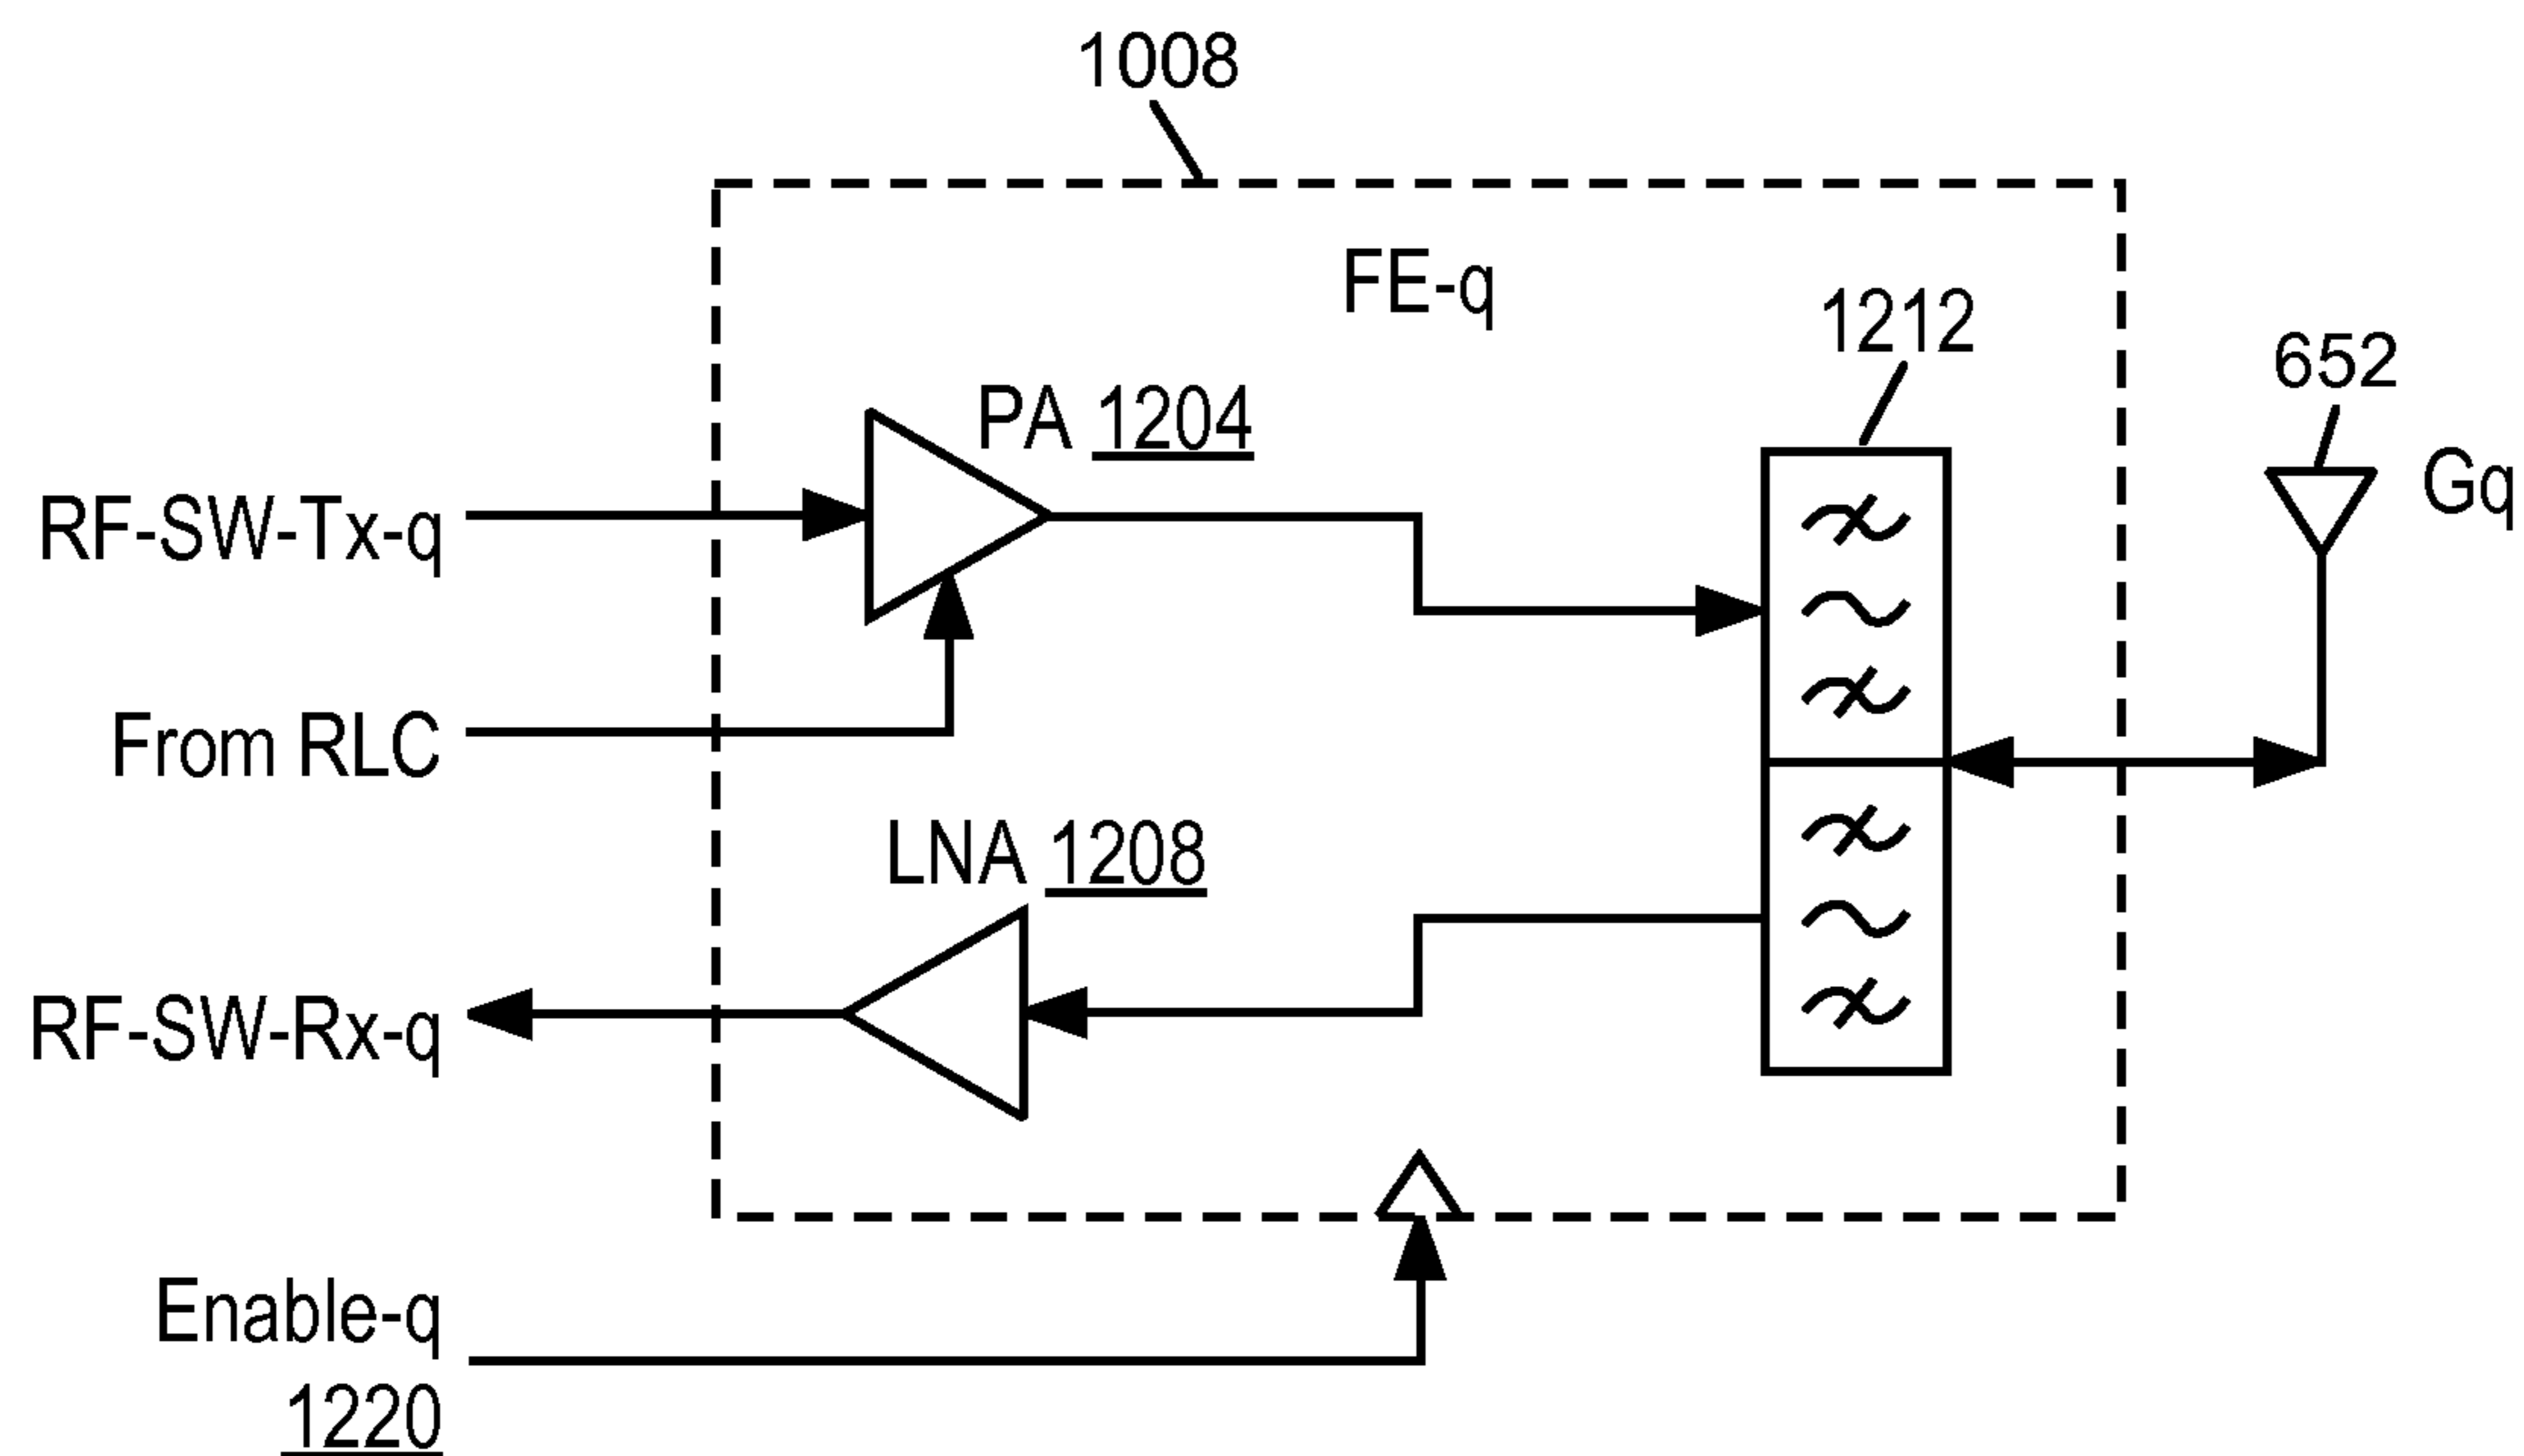 1008
FE-q
1212
652
Gq
PA 1204
RF-SW-Tx-q
From RLC
LNA 1208
RF-SW-Rx-q
Enable-q
1220